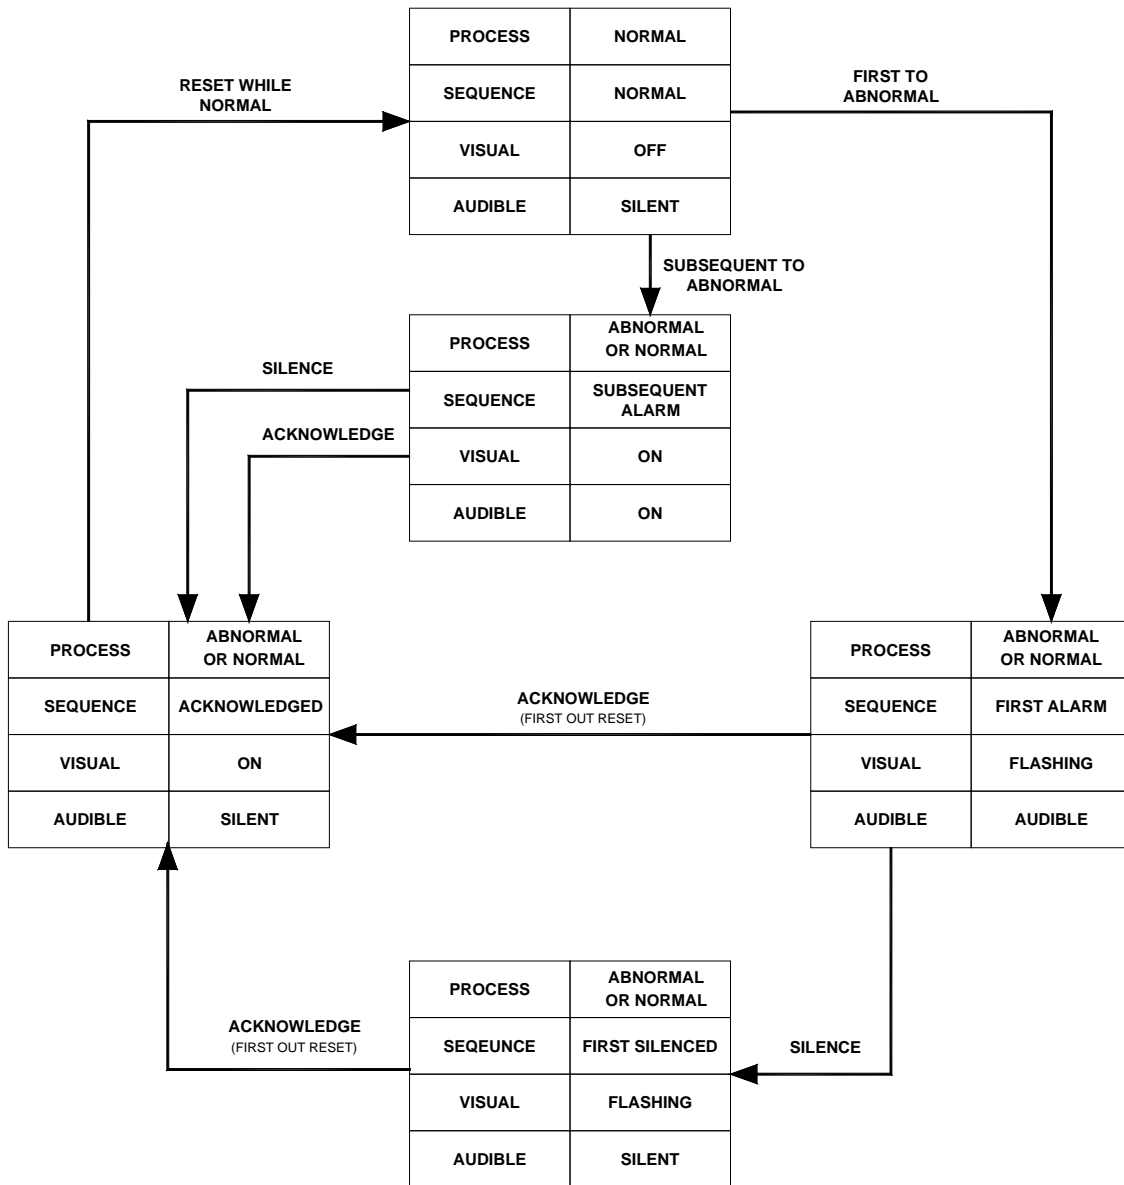 PROCESS NORMAL
SEQUENCE NORMAL
VISUAL OFF
AUDIBLE SILENT
RESET WHILE
NORMAL
FIRST TO
ABNORMAL
SUBSEQUENT TO
ABNORMAL
PROCESS ABNORMAL
OR NORMAL
SEQUENCE SUBSEQUENT
ALARM
VISUAL ON
AUDIBLE ON
SILENCE
ACKNOWLEDGE
PROCESS ABNORMAL
OR NORMAL
SEQUENCE ACKNOWLEDGED
VISUAL ON
AUDIBLE SILENT
ACKNOWLEDGE
(FIRST OUT RESET)
PROCESS ABNORMAL
OR NORMAL
SEQUENCE FIRST ALARM
VISUAL FLASHING
AUDIBLE AUDIBLE
ACKNOWLEDGE
(FIRST OUT RESET)
PROCESS ABNORMAL
OR NORMAL
SEQEUNCE FIRST SILENCED
VISUAL FLASHING
AUDIBLE SILENT
SILENCE